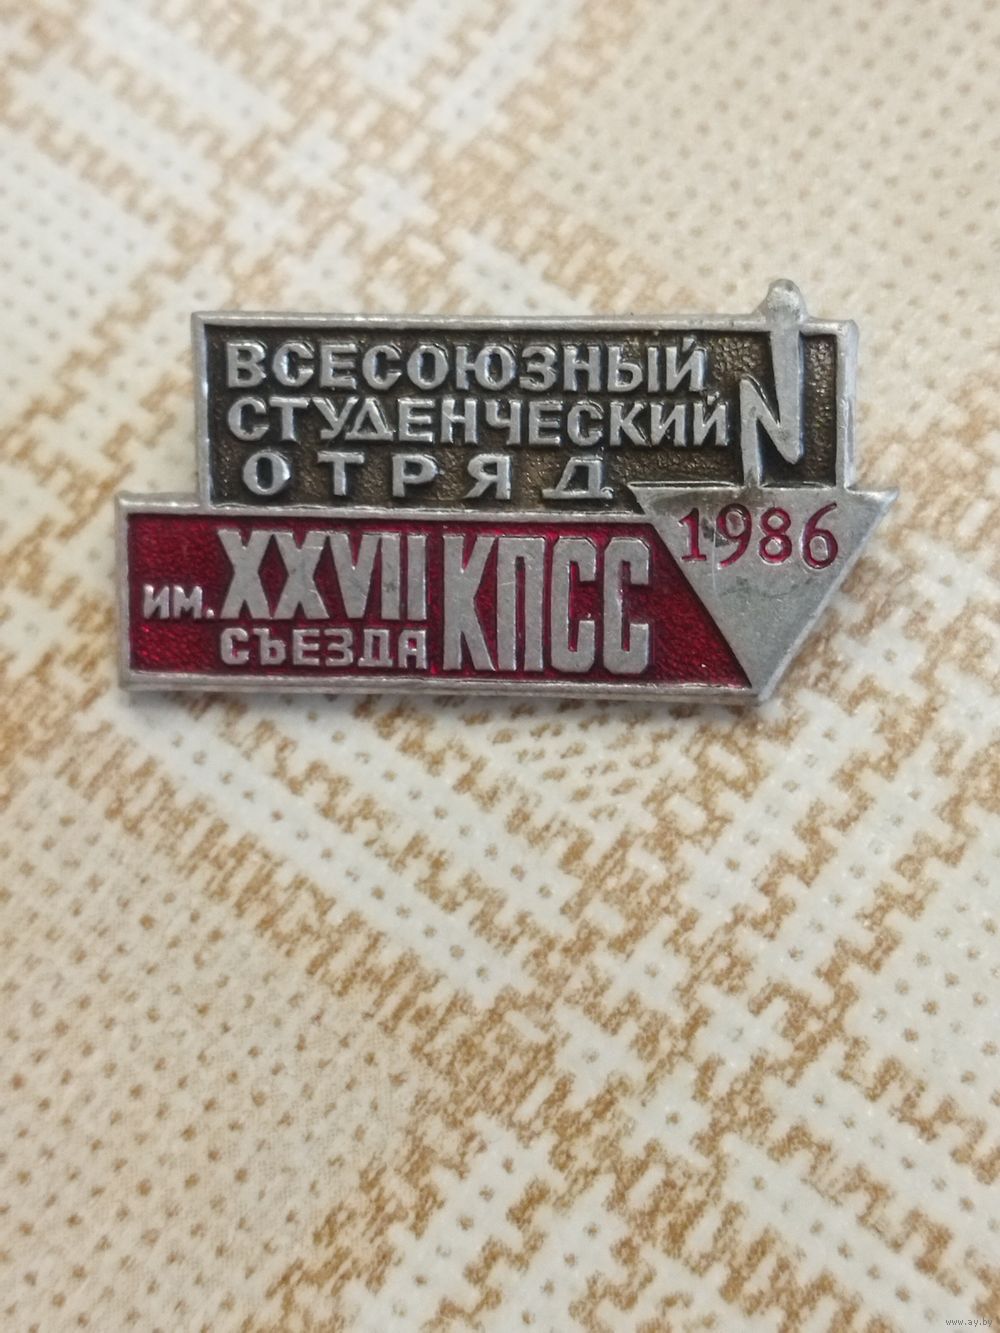 ВСЕСОЮЗНЫЙ
СТУДЕНЧЕСКИЙ
ОТРЯД
1986
ИМ. XXVII СЪЕЗДА КПСС
www.ay.by